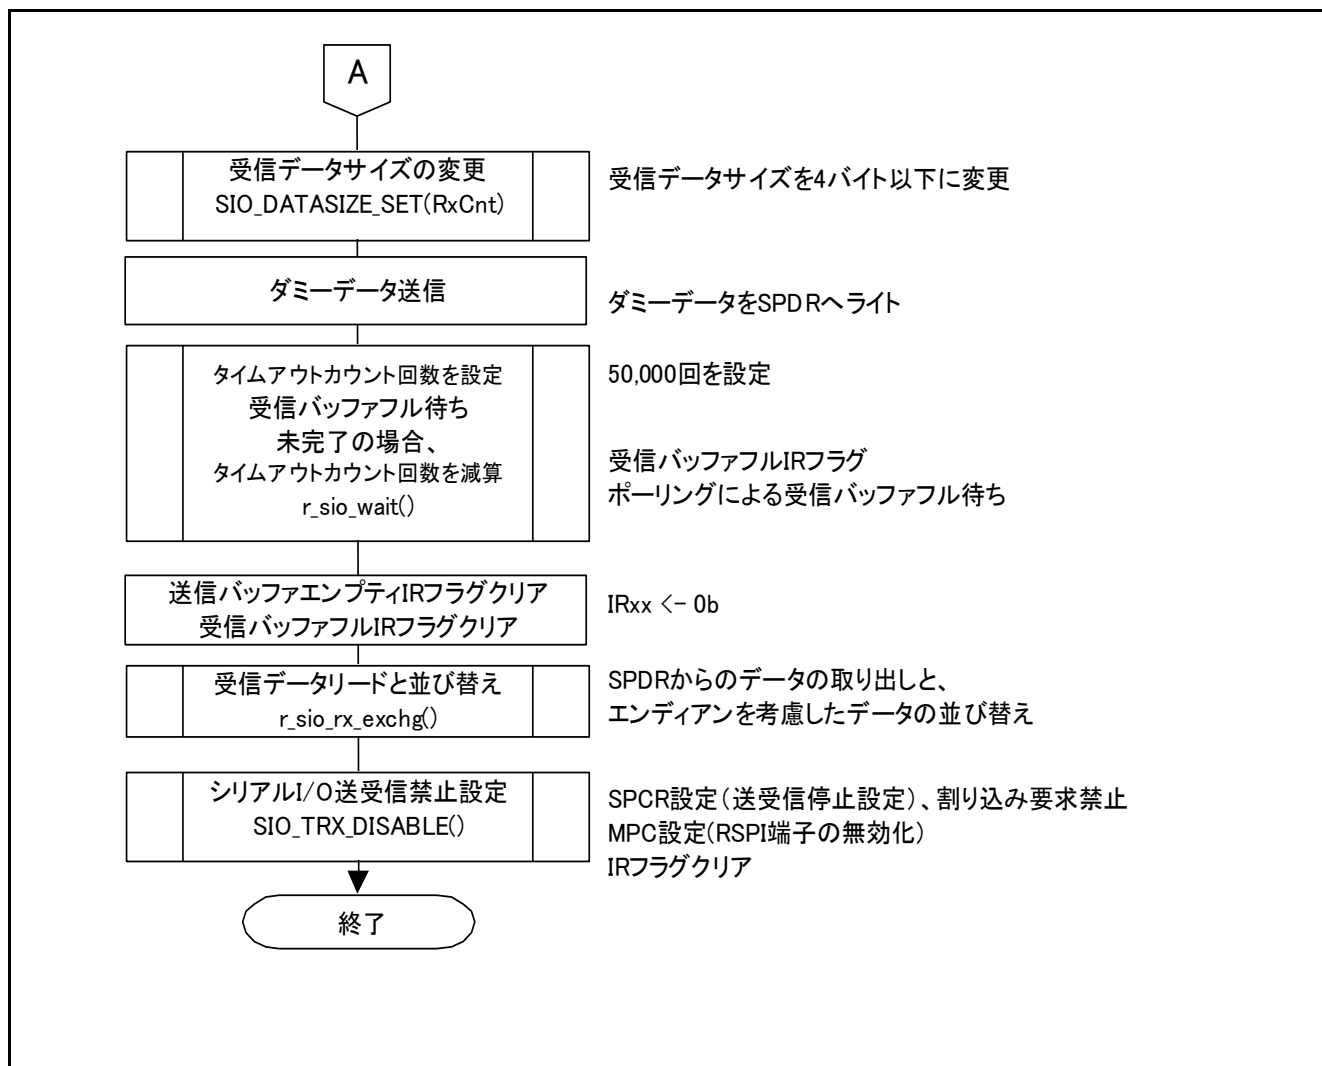 A
受信データサイズの変更
SIO_DATASIZE_SET(RxCnt)
受信データサイズを4バイト以下に変更
ダミーデータ送信
ダミーデータをSPDRへライト
タイムアウトカウント回数を設定
受信バッファフル待ち
未完了の場合、
タイムアウトカウント回数を減算
r_sio_wait()
50,000回を設定
受信バッファフルIRフラグ
ポーリングによる受信バッファフル待ち
送信バッファエンプティIRフラグクリア
受信バッファフルIRフラグクリア
IRxx <- 0b
受信データリードと並び替え
r_sio_rx_exchg()
SPDRからのデータの取り出しと、
エンディアンを考慮したデータの並び替え
シリアルI/O送受信禁止設定
SIO_TRX_DISABLE()
SPCR設定(送受信停止設定)、割り込み要求禁止
MPC設定(RSPI端子の無効化)
IRフラグクリア
終了